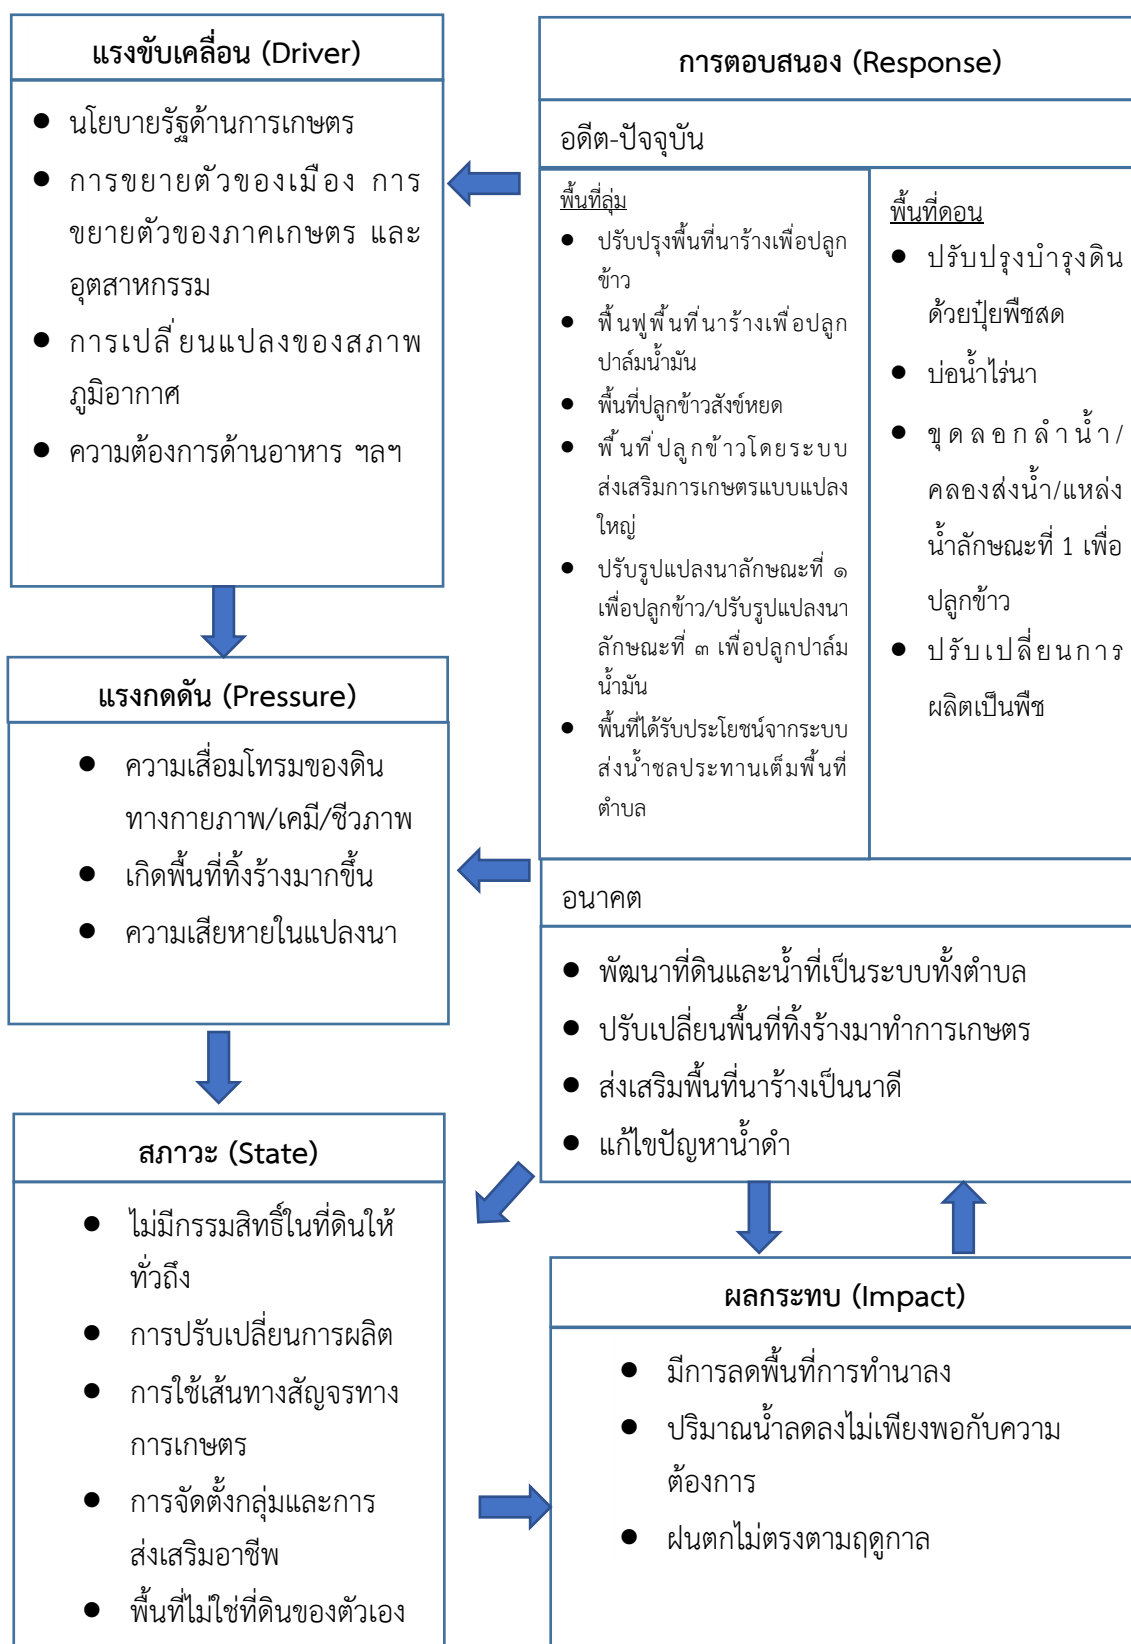 แรงขับเคลื่อน (Driver)
นโยบายรัฐด้านการเกษตร
การขยายตัวของเมือง การ
ขยายตัวของภาคเกษตร และ
อุตสาหกรรม
การเปลี่ยนแปลงของสภาพ
ภูมิอากาศ
ความต้องการด้านอาหาร ฯลฯ
แรงกดดัน (Pressure)
ความเสื่อมโทรมของดิน
ทางกายภาพ/เคมี/ชีวภาพ
เกิดพื้นที่ทิ้งร้างมากขึ้น
ความเสียหายในแปลงนา
สภาวะ (State)
ไม่มีกรรมสิทธิ์ในที่ดินให้
ทั่วถึง
การปรับเปลี่ยนการผลิต
การใช้เส้นทางสัญจรทาง
การเกษตร
การจัดตั้งกลุ่มและการ
ส่งเสริมอาชีพ
พื้นที่ไม่ใช่ที่ดินของตัวเอง
การตอบสนอง (Response)
อดีต-ปัจจุบัน
พื้นที่ลุ่ม
ปรับปรุงพื้นที่นาร้างเพื่อปลูก
ข้าว
ฟื้นฟูพื้นที่นาร้างเพื่อปลูก
ปาล์มน้ำมัน
พื้นที่ปลูกข้าวสังข์หยด
พื้นที่ปลูกข้าวโดยระบบ
ส่งเสริมการเกษตรแบบแปลง
ใหญ่
ปรับรูปแปลงนาลักษณะที่ ๑
เพื่อปลูกข้าว/ปรับรูปแปลงนา
ลักษณะที่ ๓ เพื่อปลูกปาล์ม
น้ำมัน
พื้นที่ได้รับประโยชน์จากระบบ
ส่งน้ำชลประทานเต็มพื้นที่
ตำบล
พื้นที่ดอน
ปรับปรุงบำรุงดิน
ด้วยปุ๋ยพืชสด
บ่อน้ำไร่นา
ขุดลอกลำน้ำ/
คลองส่งน้ำ/แหล่ง
น้ำลักษณะที่ 1 เพื่อ
ปลูกข้าว
ปรับเปลี่ยนการ
ผลิตเป็นพืช
อนาคต
พัฒนาที่ดินและน้ำที่เป็นระบบทั้งตำบล
ปรับเปลี่ยนพื้นที่ทิ้งร้างมาทำการเกษตร
ส่งเสริมพื้นที่นาร้างเป็นนาดี
แก้ไขปัญหาน้ำดำ
ผลกระทบ (Impact)
มีการลดพื้นที่การทำนาลง
ปริมาณน้ำลดลงไม่เพียงพอกับความ
ต้องการ
ฝนตกไม่ตรงตามฤดูกาล